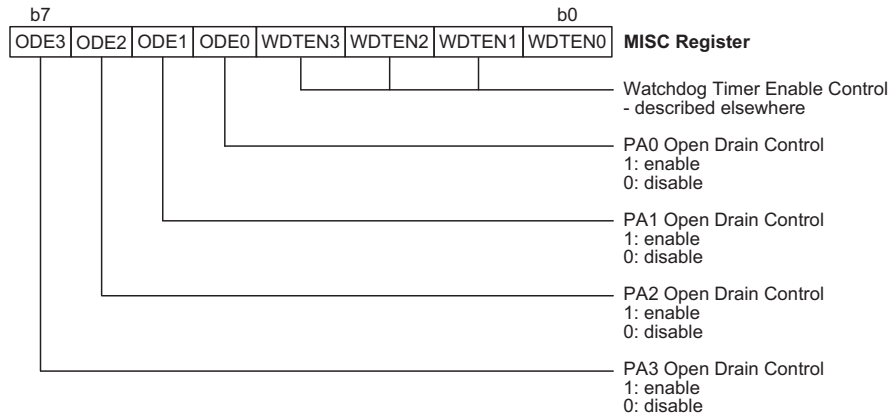 b7 b0
ODE3 ODE2 ODE1 ODE0 WDTEN3 WDTEN2 WDTEN1 WDTEN0 MISC Register
Watchdog Timer Enable Control
- described elsewhere
PA0 Open Drain Control
1: enable
0: disable
PA1 Open Drain Control
1: enable
0: disable
PA2 Open Drain Control
1: enable
0: disable
PA3 Open Drain Control
1: enable
0: disable